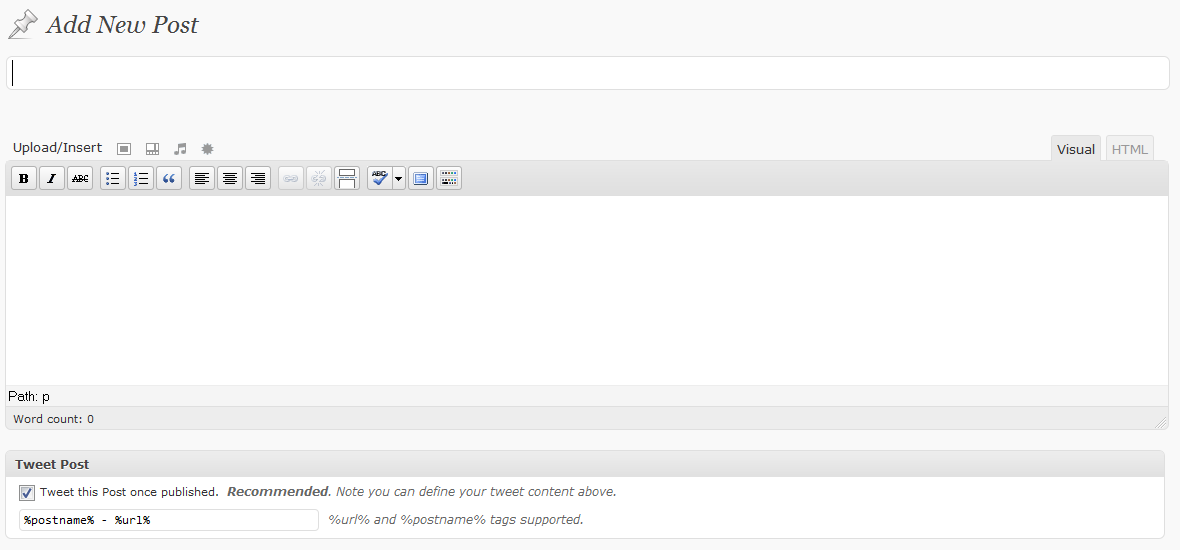 Add New Post
Upload/Insert
Visual HTML
B I ABC ABC
Path: p
Word count: 0
Tweet Post
Tweet this Post once published. Recommended. Note you can define your tweet content above.
%postname% - %url% %url% and %postname% tags supported.